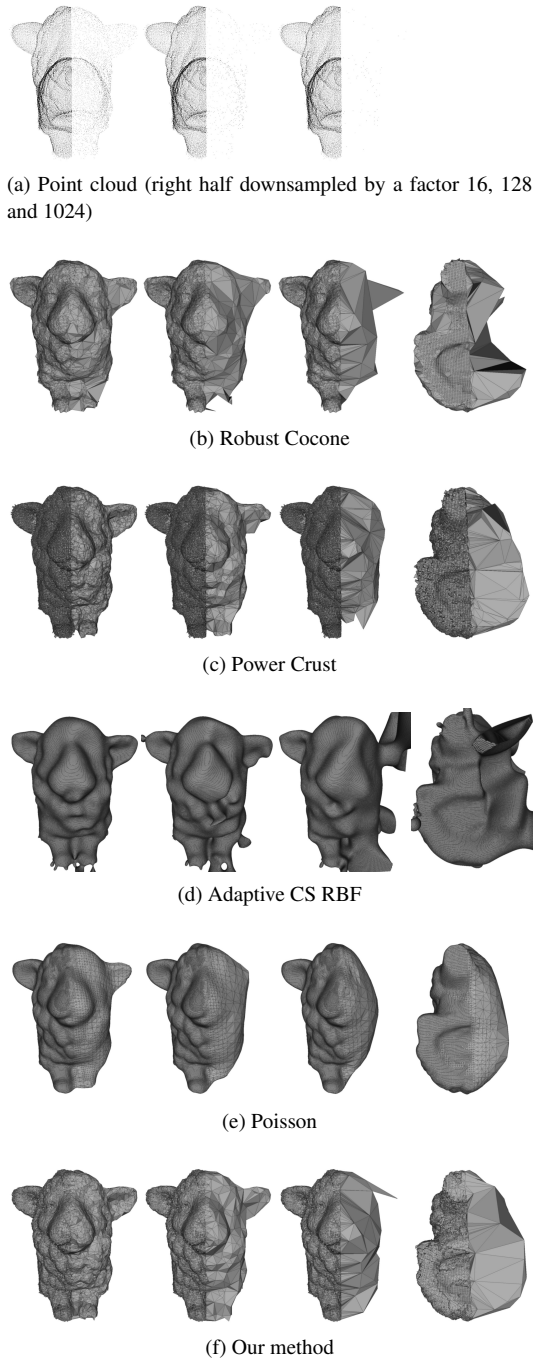 (a) Point cloud (right half downsampled by a factor 16, 128
and 1024)
(b) Robust Cocone
(c) Power Crust
(d) Adaptive CS RBF
(e) Poisson
(f) Our method